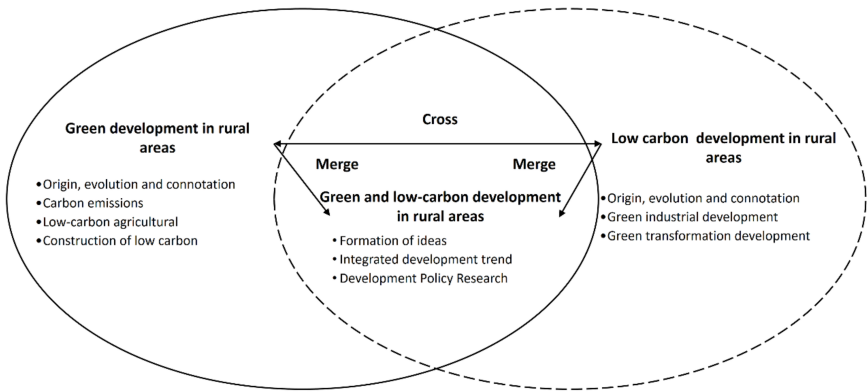 Green development in rural
areas
• Origin, evolution and connotation
• Carbon emissions
• Low-carbon agricultural
• Construction of low carbon
Cross
Merge
Merge
Green and low-carbon development
in rural areas
• Formation of ideas
• Integrated development trend
• Development Policy Research
Low carbon development in rural
areas
• Origin, evolution and connotation
• Green industrial development
• Green transformation development